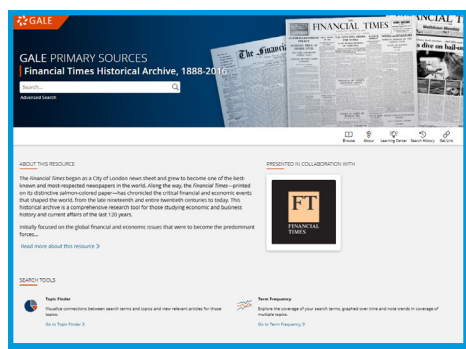 GALE
GALE PRIMARY SOURCES
Financial Times Historical Archive, 1888-2016
Search...
Advanced Search
The Financi
FINANCIAL TIMES
ANCIAL T
Meltdown Monday
s dive on bail-o
Browse About Learning Center Search History Get Link
ABOUT THIS RESOURCE
The Financial Times began as a City of London news sheet and grew to become one of the best-
known and most-respected newspapers in the world. Along the way, the Financial Times—printed
on its distinctive salmon-colored paper—has chronicled the critical financial and economic events
that shaped the world, from the late nineteenth and entire twentieth centuries to today. This
historical archive is a comprehensive research tool for those studying economic and business
history and current affairs of the last 120 years.
Initially focused on the global financial and economic issues that were to become the predominant
forces...
Read more about this resource
PRESENTED IN COLLABORATION WITH
FT
FINANCIAL
TIMES
SEARCH TOOLS
Topic Finder
Visualize connections between search terms and topics and view relevant articles for those
topics.
Go to Topic Finder
Term Frequency
Explore the coverage of your search terms, graphed over time and note trends in coverage of
multiple topics.
Go to Term Frequency